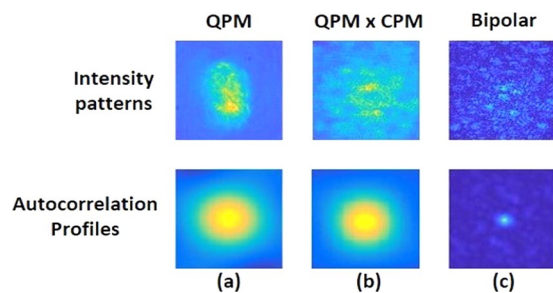 QPM QPM x CPM Bipolar
Intensity
patterns
Autocorrelation
Profiles
(a) (b) (c)